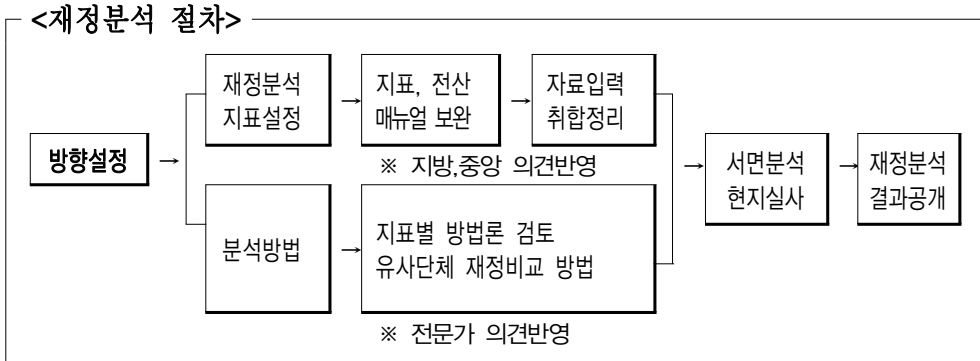 <재정분석 절차>
방향설정
→
재정분석
지표설정
→
지표, 전산
매뉴얼 보완
→
자료입력
취합정리
※ 지방,중앙 의견반영
분석방법
→
지표별 방법론 검토
유사단체 재정비교 방법
※ 전문가 의견반영
→
서면분석
현지실사
→
재정분석
결과공개